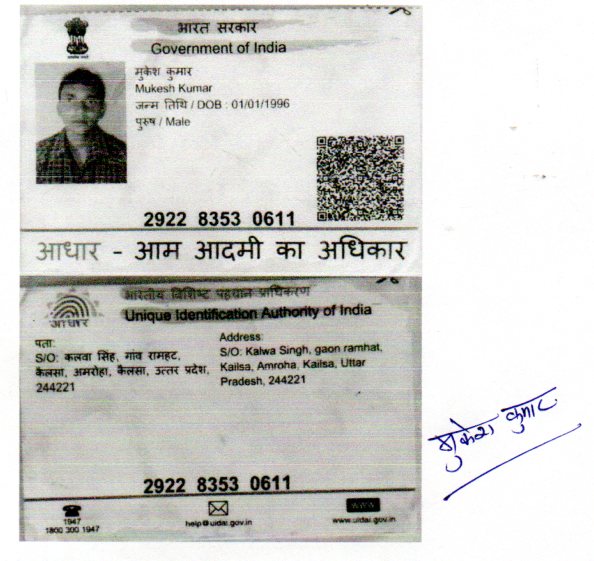 भारत सरकार
Government of India
मुकेश कुमार
Mukesh Kumar
जन्म तिथि / DOB : 01/01/1996
पुरुष / Male
2922 8353 0611
आधार - आम आदमी का अधिकार
भारतीय विशिष्ट पहचान प्राधिकरण
Unique Identification Authority of India
आधार
पता:
S/O: कलवा सिंह, गांव रामहट,
कैलसा, अमरोहा, कैलसा, उत्तर प्रदेश,
244221
Address:
S/O: Kalwa Singh, gaon ramhat,
Kailsa, Amroha, Kailsa, Uttar
Pradesh, 244221
मुकेश कुमार
2922 8353 0611
1947
1800 300 1947
help@uidai.gov.in
www
www.uidai.gov.in